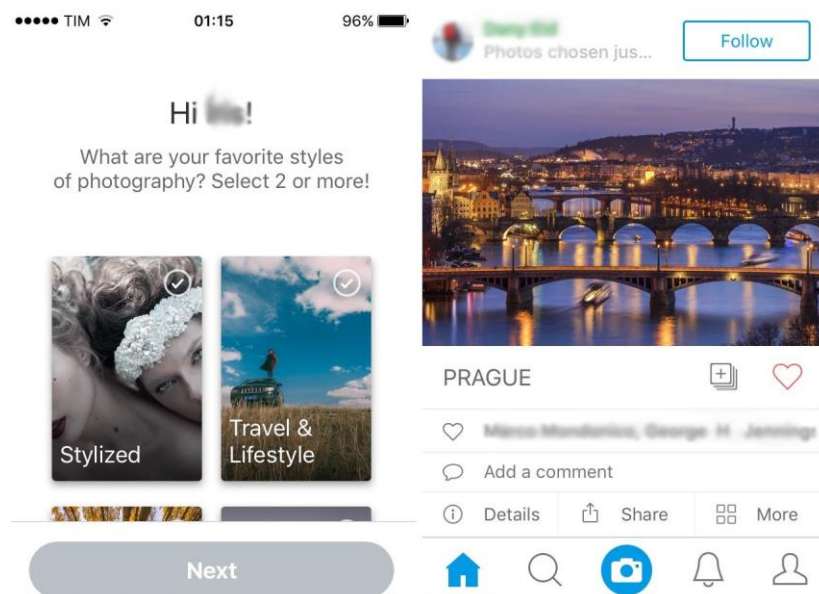 TIM
01:15
96%
Hi !
What are your favorite styles
of photography? Select 2 or more!
Stylized
Travel &
Lifestyle
Next
Photos chosen jus...
Follow
PRAGUE
Add a comment
Details
Share
More